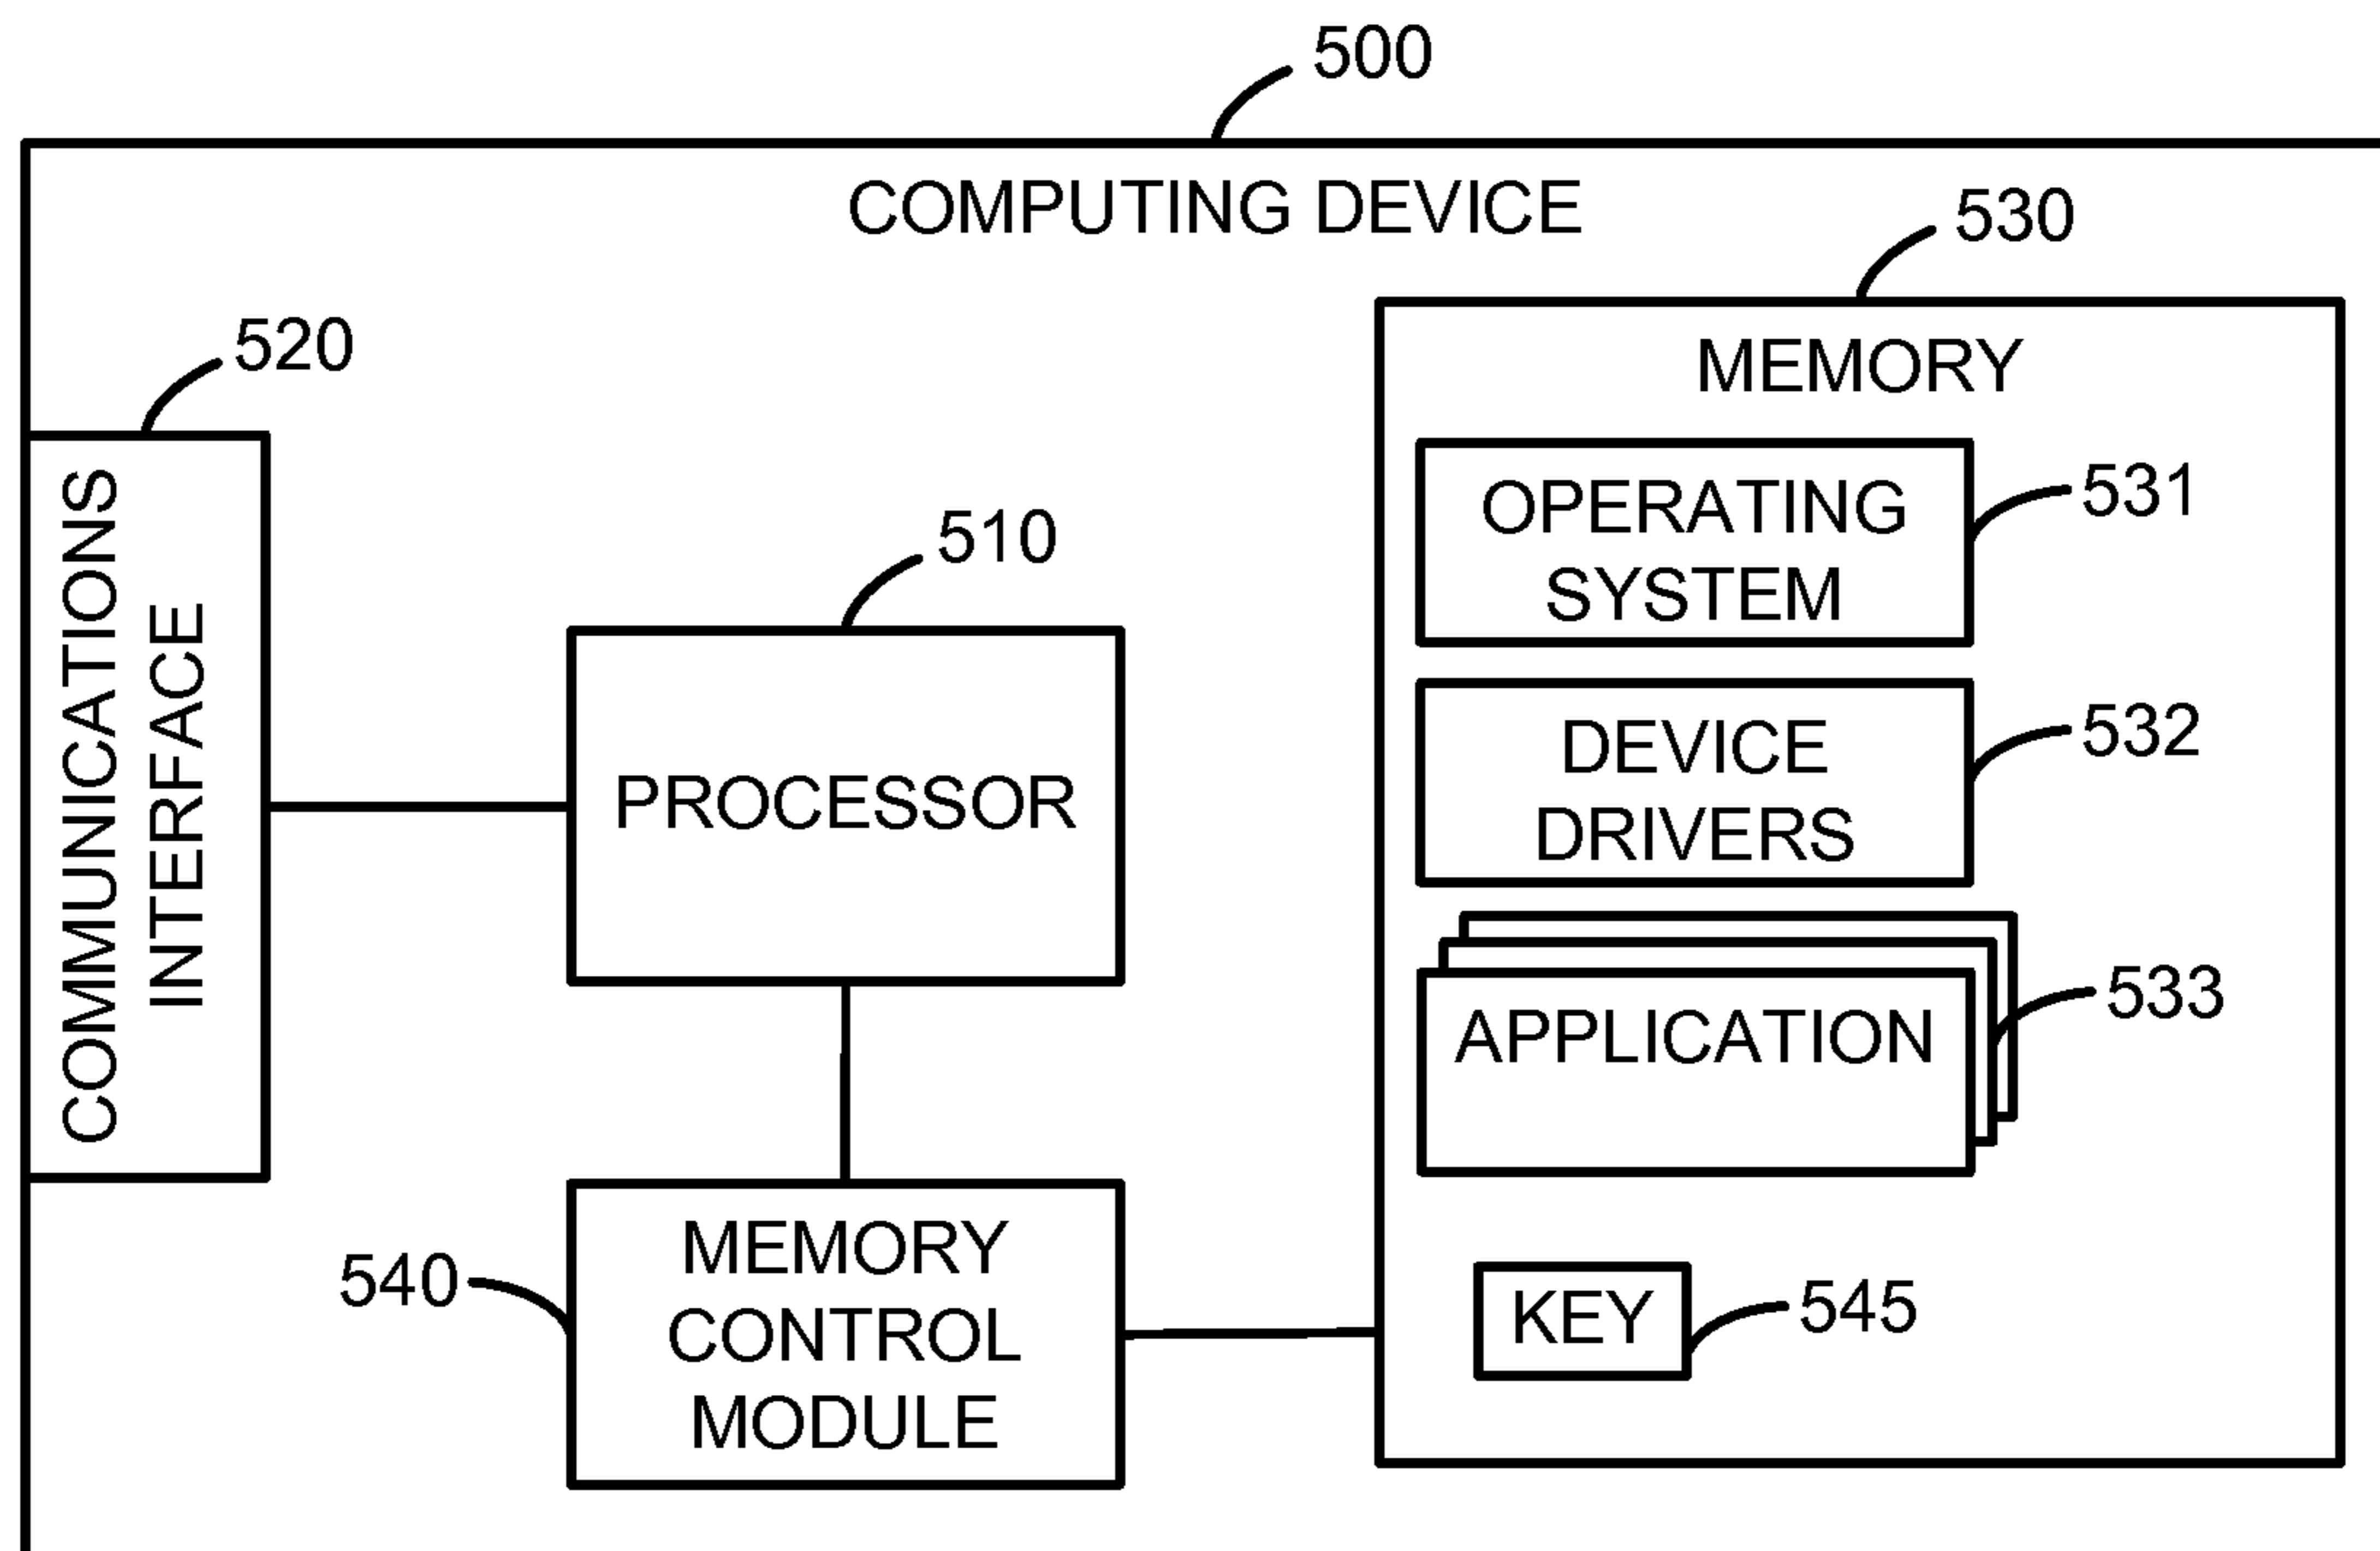 500
COMPUTING DEVICE
530
MEMORY
520
COMMUNICATIONS
INTERFACE
510
PROCESSOR
OPERATING
SYSTEM
531
DEVICE
DRIVERS
532
APPLICATION
533
540
MEMORY
CONTROL
MODULE
KEY
545